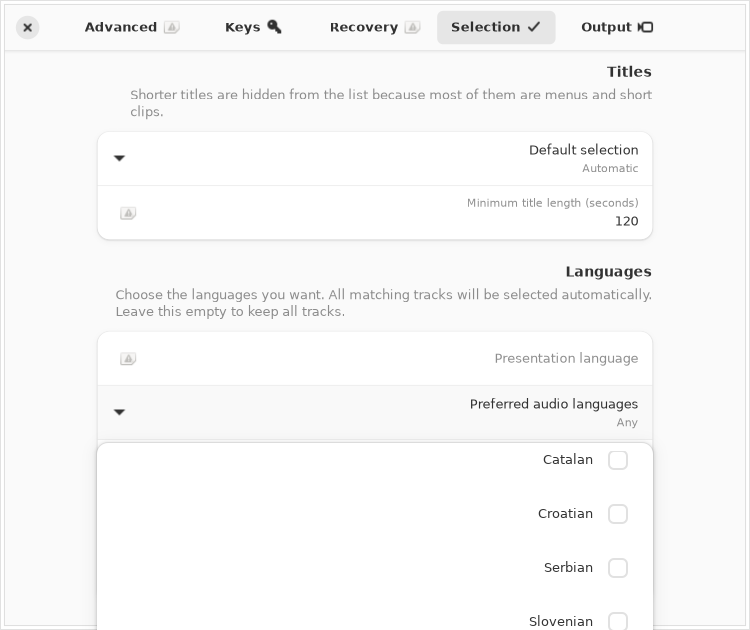 Advanced
Keys
Recovery
Selection
Output
Titles
Shorter titles are hidden from the list because most of them are menus and short
clips.
Default selection
Automatic
Minimum title length (seconds)
120
Languages
Choose the languages you want. All matching tracks will be selected automatically.
Leave this empty to keep all tracks.
Presentation language
Preferred audio languages
Any
Catalan
Croatian
Serbian
Slovenian